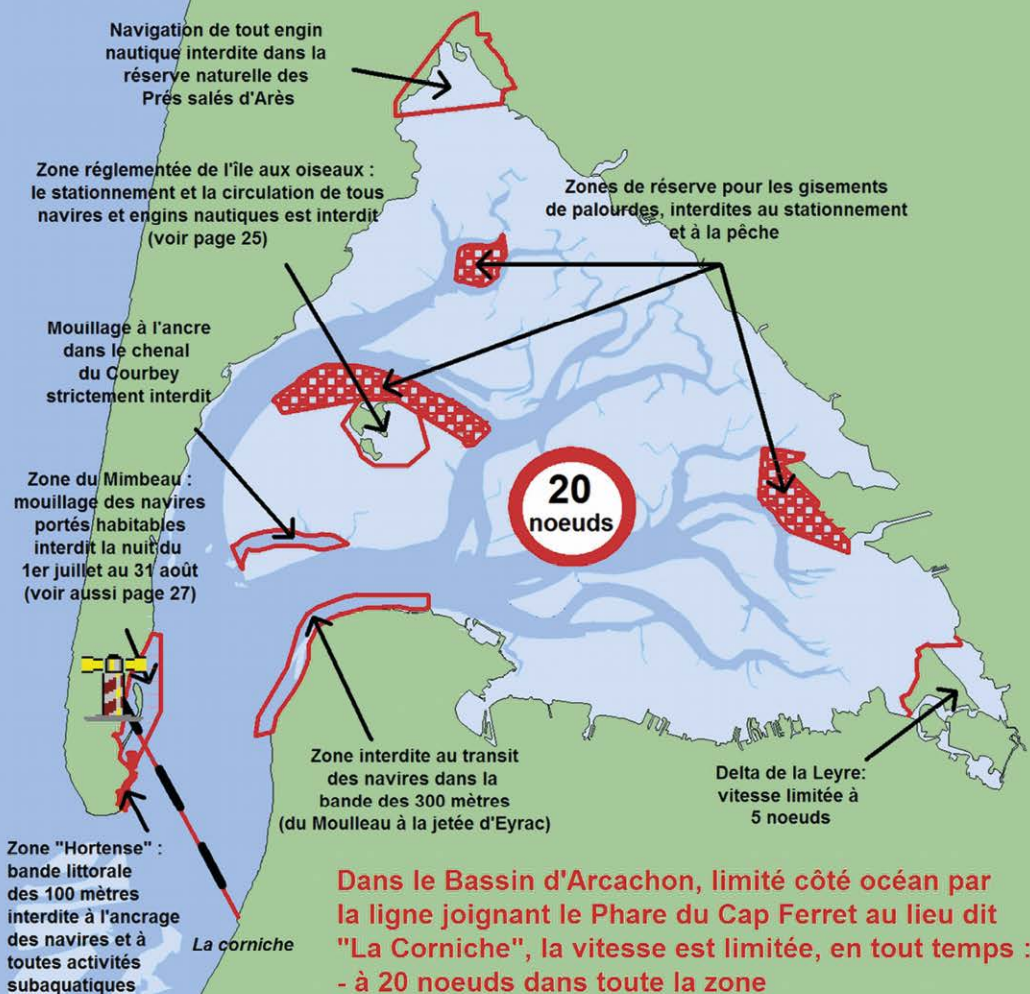 Navigation de tout engin
nautique interdite dans la
réserve naturelle des
Prés salés d'Arès
Zone réglementée de l'île aux oiseaux :
le stationnement et la circulation de tous
navires et engins nautiques est interdit
(voir page 25)
Zones de réserve pour les gisements
de palourdes, interdites au stationnement
et à la pêche
Mouillage à l'ancre
dans le chenal
du Courbey
strictement interdit
20
noeuds
Zone du Mimbeau :
mouillage des navires
portés habitables
interdit la nuit du
1er juillet au 31 août
(voir aussi page 27)
Zone interdite au transit
des navires dans la
bande des 300 mètres
(du Moulleau à la jetée d'Eyrac)
Delta de la Leyre:
vitesse limitée à
5 noeuds
Zone "Hortense" :
bande littorale
des 100 mètres
interdite à l'ancrage
des navires et à
toutes activités
subaquatiques
La corniche
Dans le Bassin d'Arcachon, limité côté océan par
la ligne joignant le Phare du Cap Ferret au lieu dit
"La Corniche", la vitesse est limitée, en tout temps :
- à 20 noeuds dans toute la zone